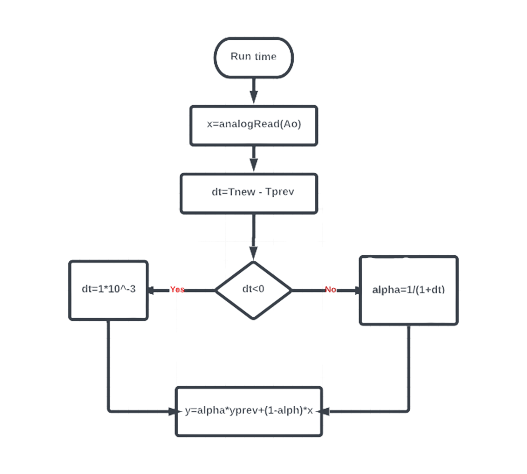 Run time
x=analogRead(Ao)
dt=Tnew - Tprev
dt=1*10^-3
Yes
dt<0
No
alpha=1/(1+dt)
y=alpha*yprev+(1-alph)*x